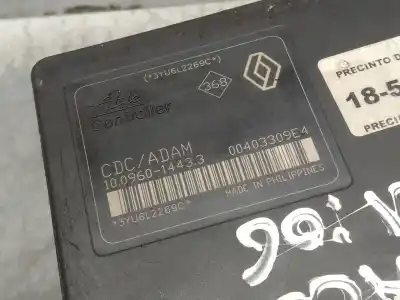 (*3YU6L2269C*)
368
Ate
Controller
CDC/ADAM
10.0960-1443.3 00403309E4
*3YU6L2269C* MADE IN PHILIPPINES
PRECINTO D
18-5
PRECI